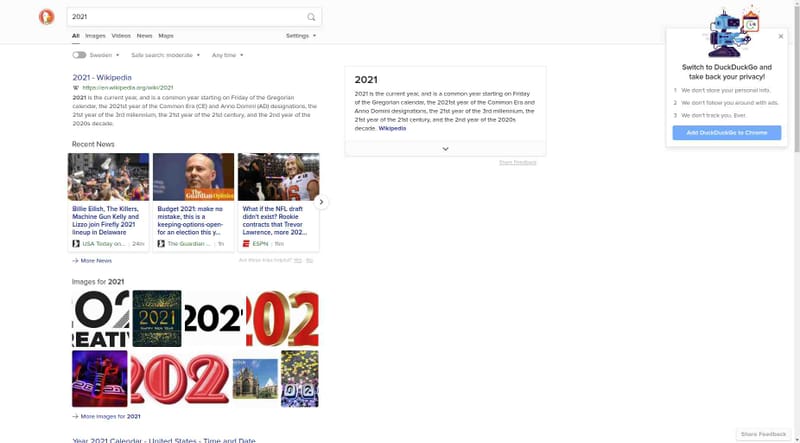 2021
All Images Videos News Maps Settings
Sweden Safe search: moderate Any time
2021 - Wikipedia
https://en.wikipedia.org/wiki/2021
2021 is the current year, and is a common year starting on Friday of the Gregorian
calendar, the 2021st year of the Common Era (CE) and Anno Domini (AD) designations, the
21st year of the 3rd millennium, the 21st year of the 21st century, and the 2nd year of the
2020s decade.
Recent News
Billie Eilish, The Killers,
Machine Gun Kelly and
Lizzo join Firefly 2021
lineup in Delaware
USA Today on... 24m
The Guardian Opinion
Budget 2021: make no
mistake, this is a
keeping-options-open-
for an election this y...
The Guardian ... 1h
What if the NFL draft
didn't exist? Rookie
contracts that Trevor
Lawrence, more 202...
ESPN 11m
More News
Are these links helpful? Yes No
Images for 2021
2021
HAPPY NEW YEAR
202
202
202
More Images for 2021
Year 2021 Calendar - United States - Time and Date
2021
2021 is the current year, and is a common year starting on Friday
of the Gregorian calendar, the 2021st year of the Common Era and
Anno Domini designations, the 21st year of the 3rd millennium, the
21st year of the 21st century, and the 2nd year of the 2020s
decade. Wikipedia
Share Feedback
Switch to DuckDuckGo and
take back your privacy!
1 We don't store your personal info.
2 We don't follow you around with ads.
3 We don't track you. Ever.
Add DuckDuckGo to Chrome
Share Feedback